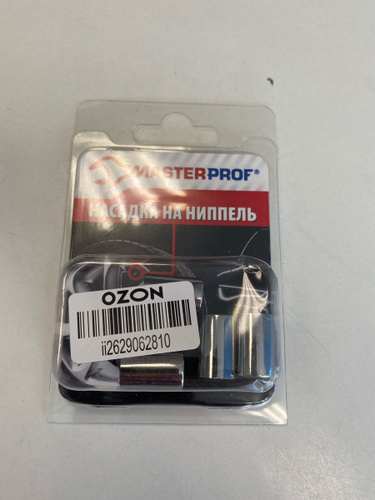 MASTERPROF®
НАСАДКА НА НИППЕЛЬ
OZON
ii2629062810